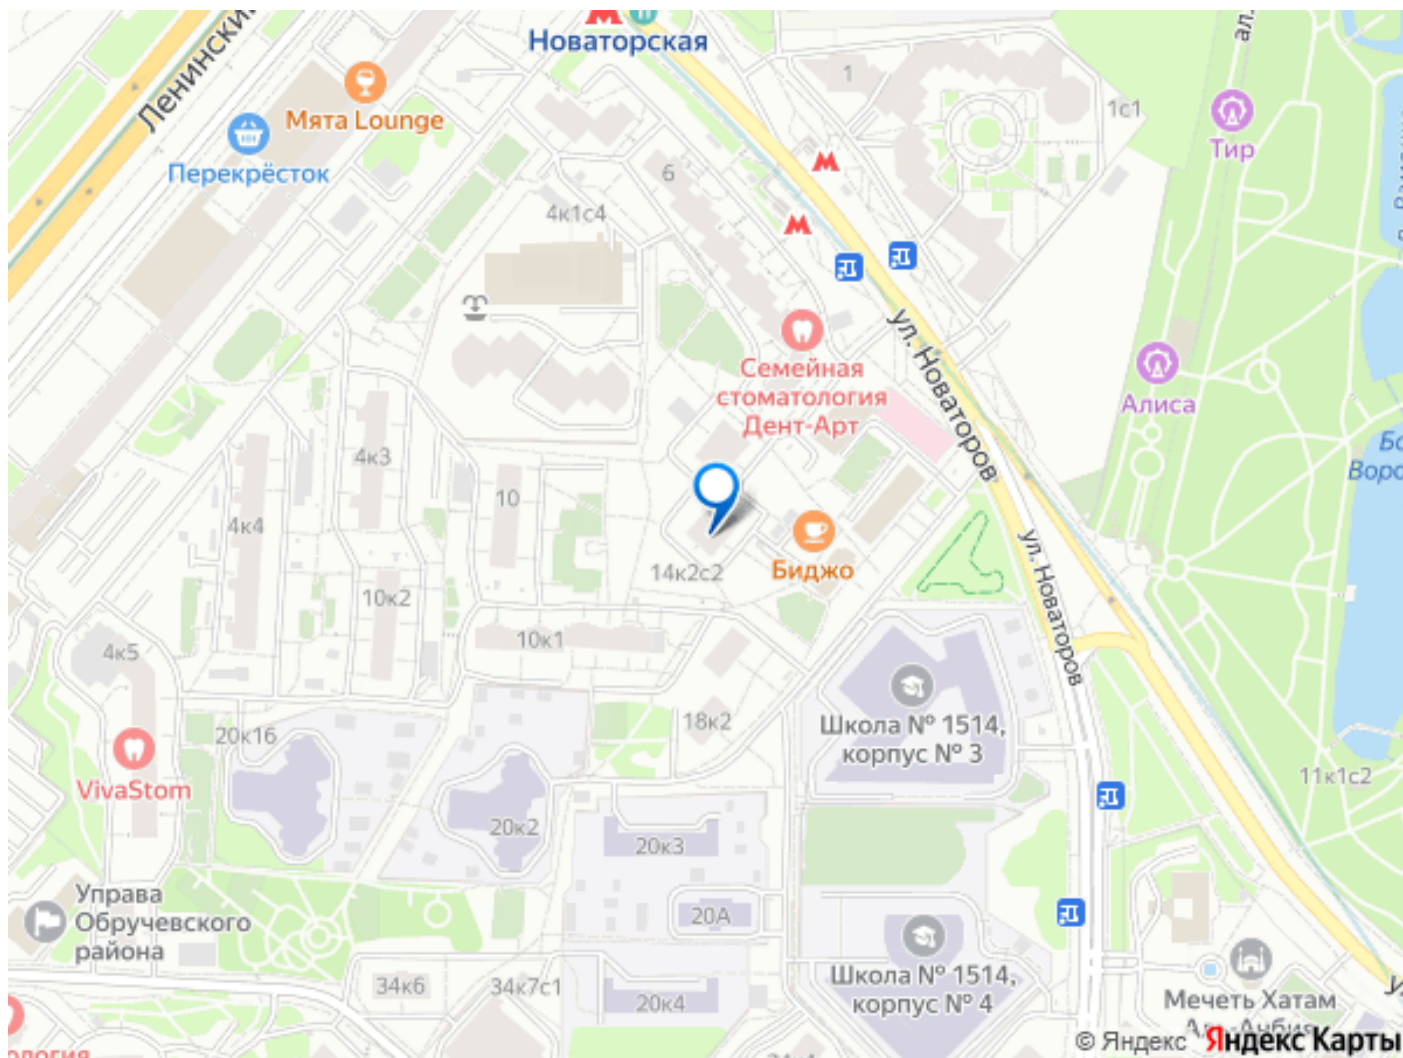 Новаторская
Ленинский
ал.
1
1с1
Мята Lounge
Тир
Перекрёсток
6
4к1с4
ул. Новаторов
Семейная
стоматология
Дент-Арт
Алиса
4к3
10
4к4
Биджо
14к2с2
ул. Новаторов
10к2
10к1
4к5
18к2
Школа № 1514,
корпус № 3
20к16
VivaStom
11к1с2
20к2
20к3
Управа
Обручевского
района
20А
34к6
34к7с1
20к4
Школа № 1514,
корпус № 4
Мечеть Хатам
© Яндекс Яндекс Карты